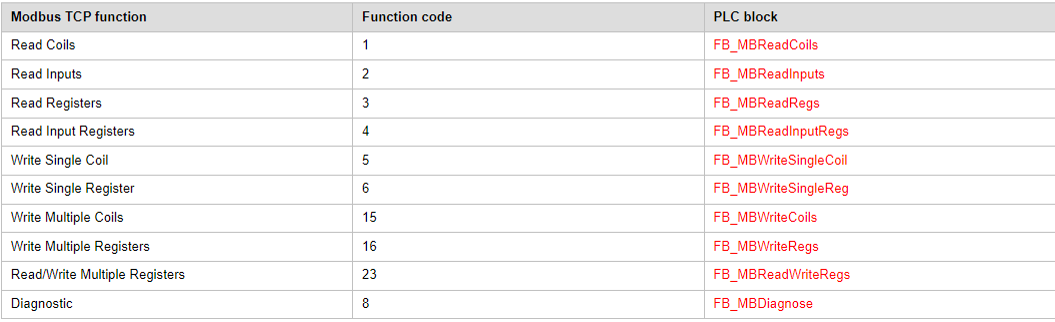 Modbus TCP function Function code PLC block
Read Coils 1 FB_MBReadCoils
Read Inputs 2 FB_MBReadInputs
Read Registers 3 FB_MBReadRegs
Read Input Registers 4 FB_MBReadInputRegs
Write Single Coil 5 FB_MBWriteSingleCoil
Write Single Register 6 FB_MBWriteSingleReg
Write Multiple Coils 15 FB_MBWriteCoils
Write Multiple Registers 16 FB_MBWriteRegs
Read/Write Multiple Registers 23 FB_MBReadWriteRegs
Diagnostic 8 FB_MBDiagnose